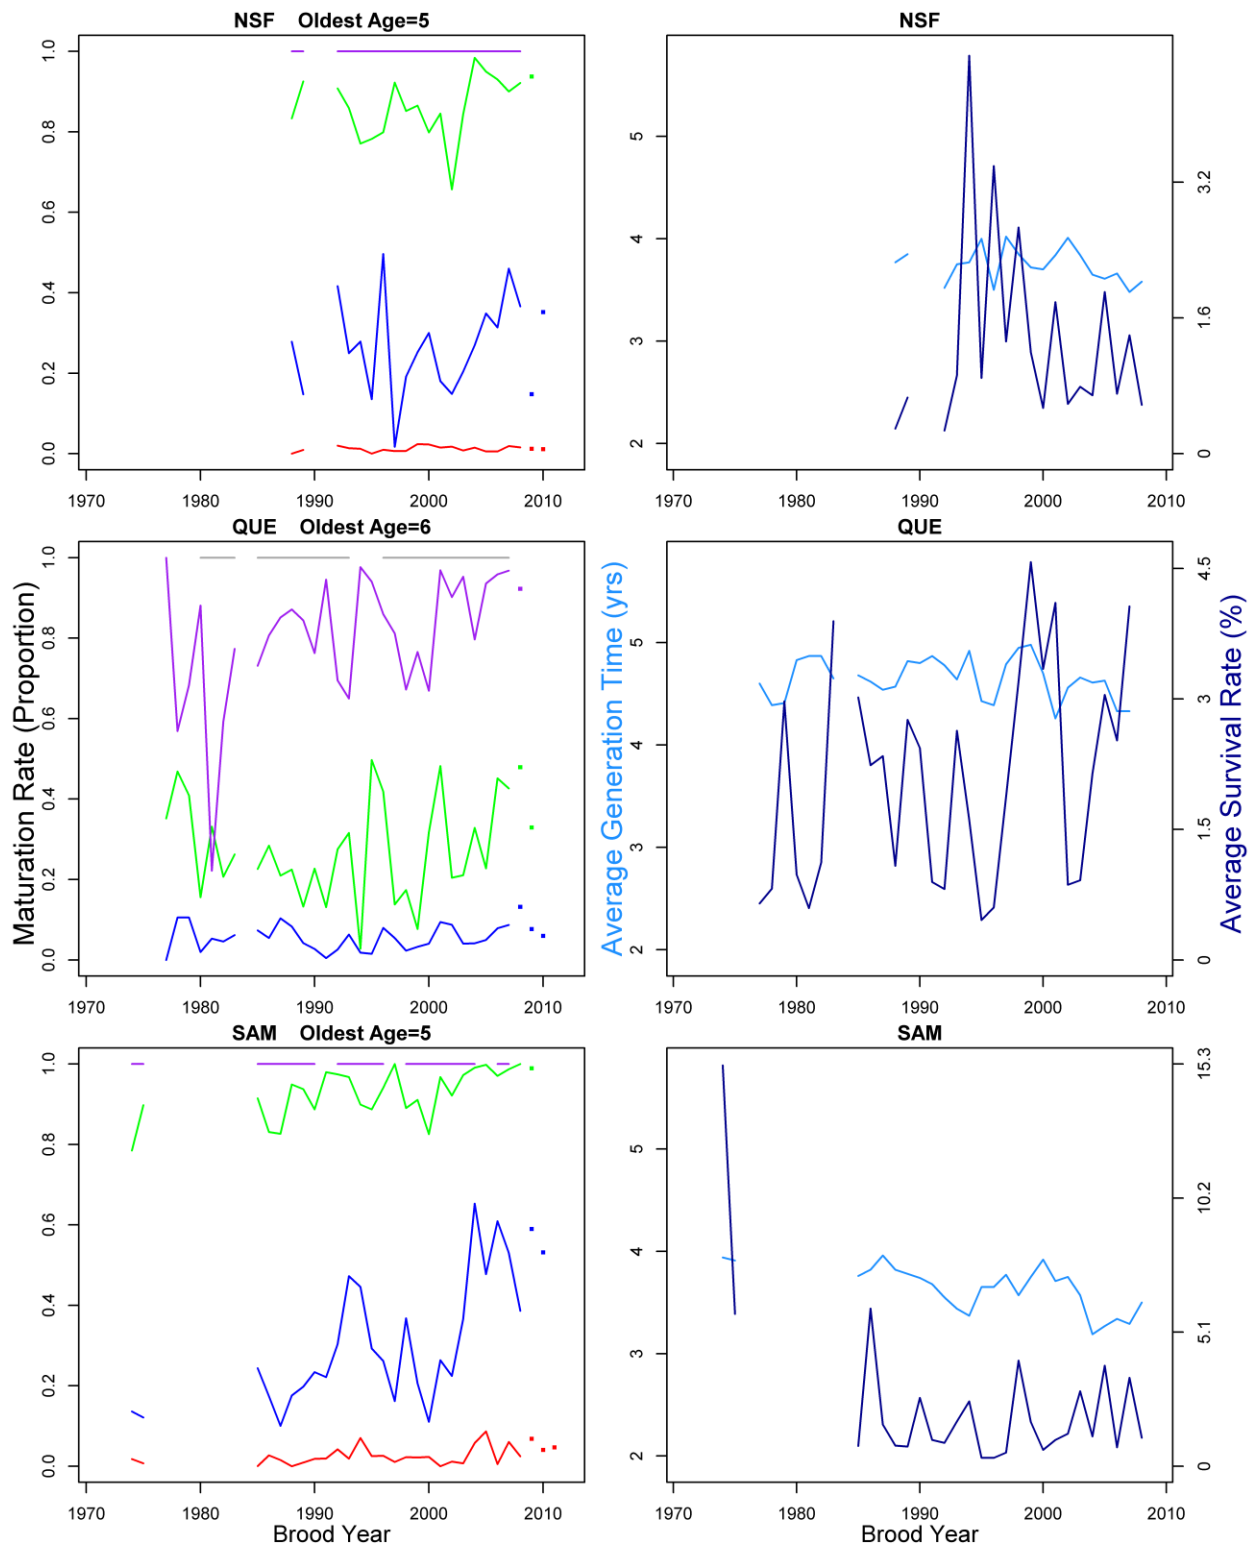 NSF Oldest Age=5
NSF
1.0
0.8
0.6
0.4
0.2
0.0
1970 1980 1990 2000 2010
5
4
3
2
3.2
1.6
0
1970 1980 1990 2000 2010
QUE Oldest Age=6
QUE
Maturation Rate (Proportion)
1.0
0.8
0.6
0.4
0.2
0.0
1970 1980 1990 2000 2010
Average Generation Time (yrs)
5
4
3
2
4.5
3
1.5
0
Average Survival Rate (%)
1970 1980 1990 2000 2010
SAM Oldest Age=5
SAM
1.0
0.8
0.6
0.4
0.2
0.0
1970 1980 1990 2000 2010
Brood Year
5
4
3
2
15.3
10.2
5.1
0
1970 1980 1990 2000 2010
Brood Year